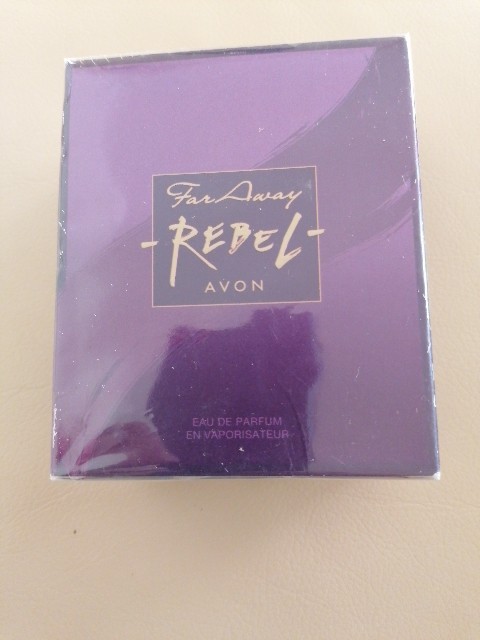 Far Away
-REBEL-
AVON
EAU DE PARFUM
EN VAPORISATEUR